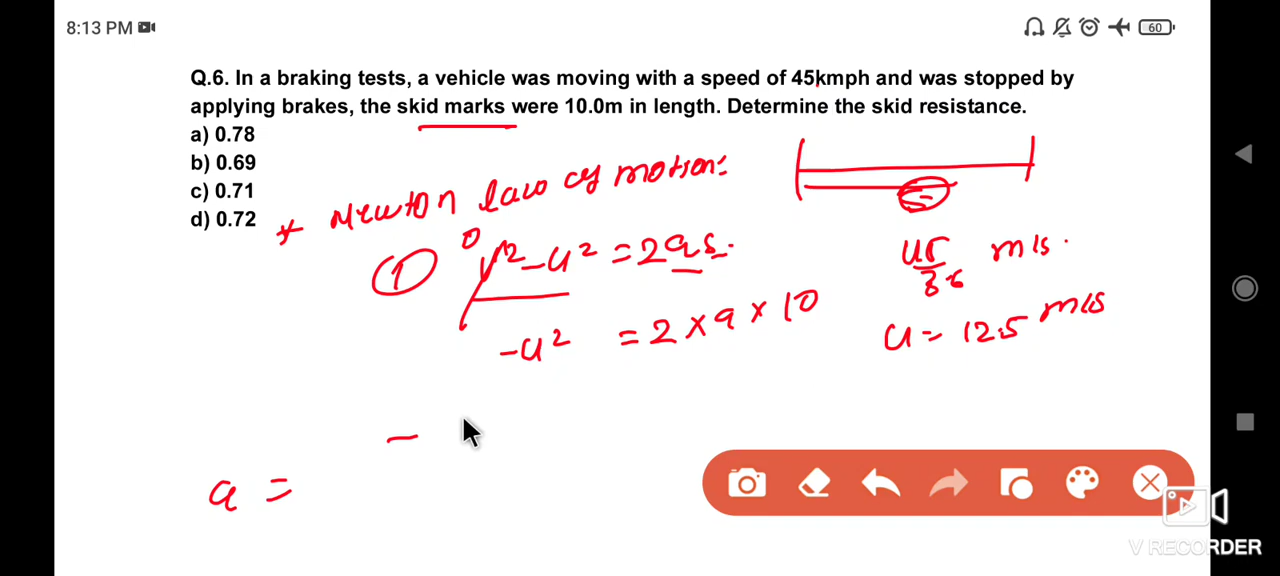 8:13 PM
60
Q.6. In a braking tests, a vehicle was moving with a speed of 45kmph and was stopped by
applying brakes, the skid marks were 10.0m in length. Determine the skid resistance.
a) 0.78
b) 0.69
c) 0.71
d) 0.72
* Newton law of motion:
① v² - u² = 2as.
0
-u² = 2 × a × 10
45/3.6 m/s.
u = 12.5 m/s
-
a =
V RECORDER